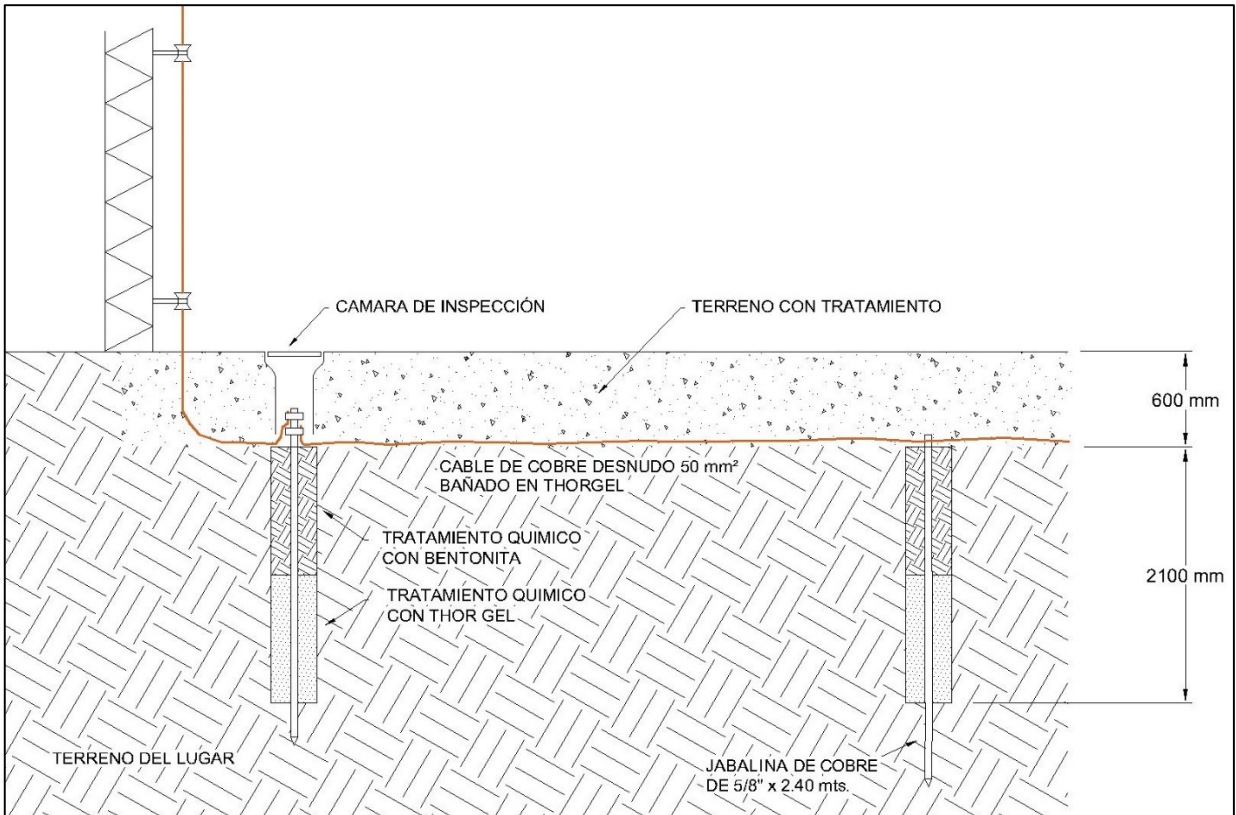 CAMARA DE INSPECCIÓN
TERRENO CON TRATAMIENTO
600 mm
CABLE DE COBRE DESNUDO 50 mm²
BAÑADO EN THORGEL
TRATAMIENTO QUIMICO
CON BENTONITA
2100 mm
TRATAMIENTO QUIMICO
CON THOR GEL
TERRENO DEL LUGAR
JABALINA DE COBRE
DE 5/8" x 2.40 mts.